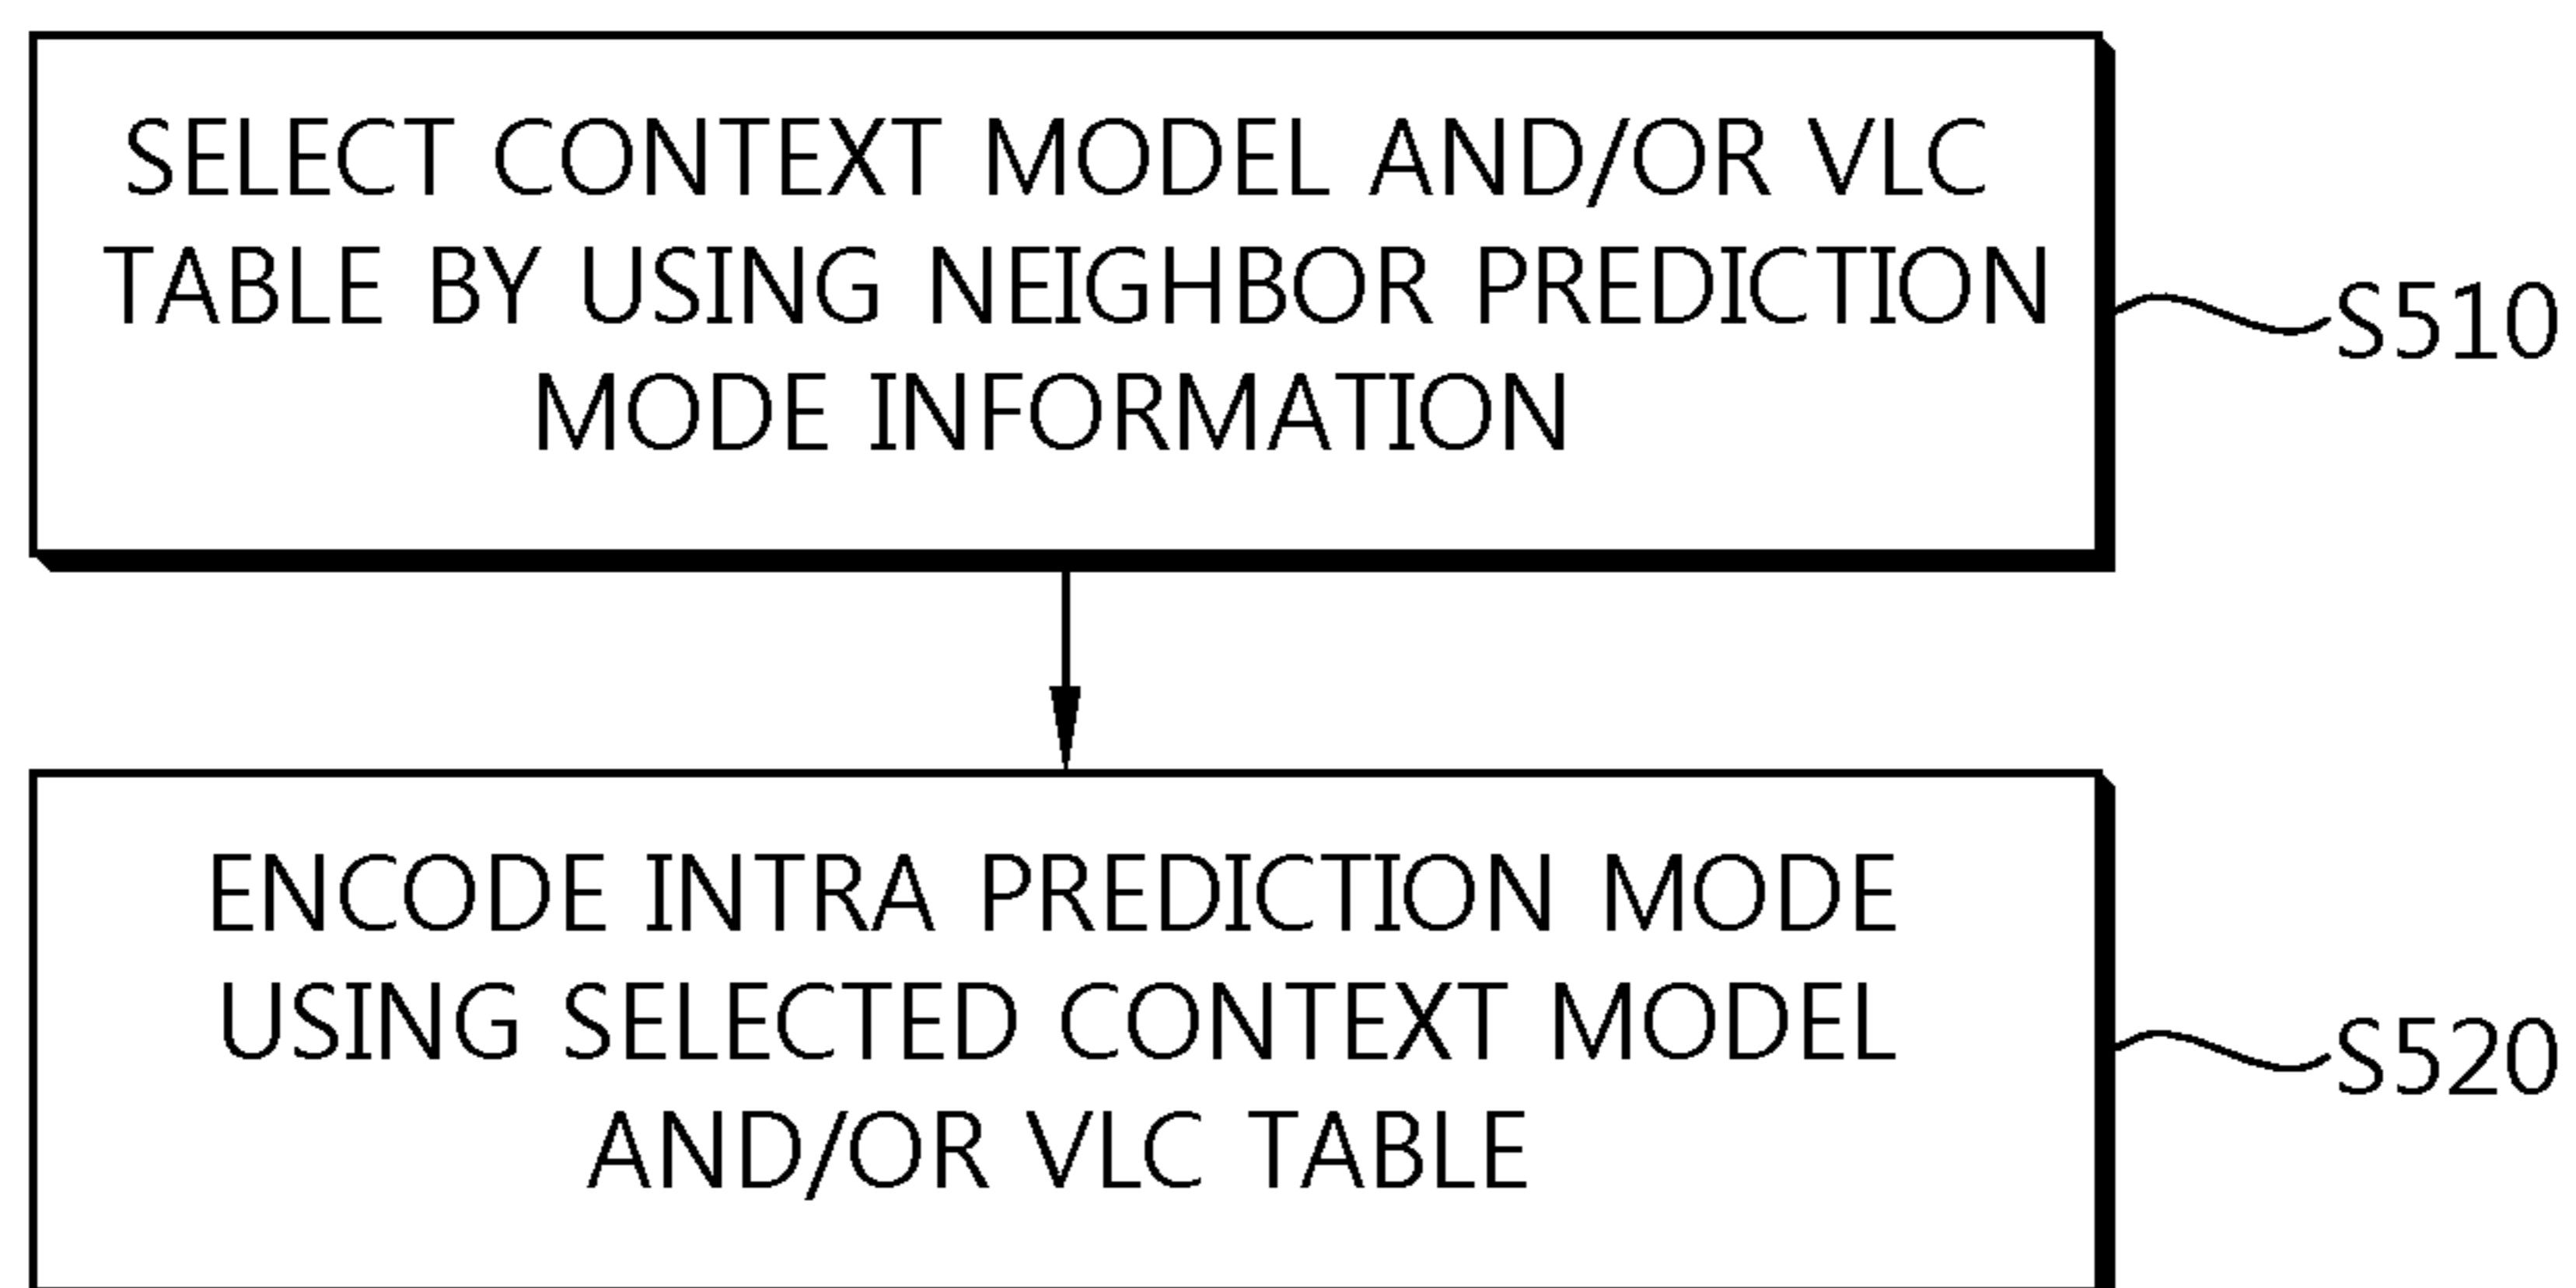 SELECT CONTEXT MODEL AND/OR VLC
TABLE BY USING NEIGHBOR PREDICTION
MODE INFORMATION
S510
ENCODE INTRA PREDICTION MODE
USING SELECTED CONTEXT MODEL
AND/OR VLC TABLE
S520